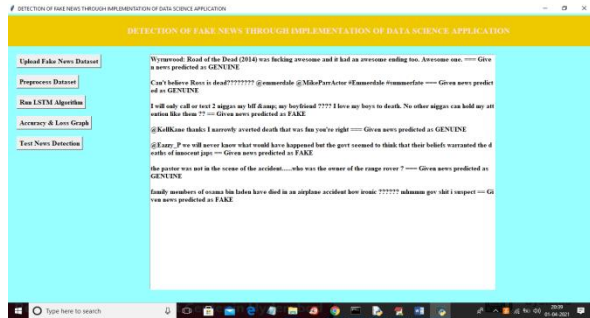 DETECTION OF FAKE NEWS THROUGH IMPLEMENTATION OF DATA SCIENCE APPLICATION
DETECTION OF FAKE NEWS THROUGH IMPLEMENTATION OF DATA SCIENCE APPLICATION
Upload Fake News Dataset
Preprocess Dataset
Run LSTM Algorithm
Accuracy & Loss Graph
Test News Detection
Wyrmwood: Road of the Dead (2014) was fucking awesome and it had an awesome ending too. Awesome one. === Give
n news predicted as GENUINE
Can't believe Ross is dead???????? @emmerdale @MikeParrActor #Emmerdale #summerfate === Given news predict
ed as GENUINE
I will only call or text 2 niggas my bff &amp; my boyfriend ???? I love my boys to death. No other niggas can hold my att
ention like them ?? == Given news predicted as FAKE
@KellKane thanks I narrowly averted death that was fun you're right === Given news predicted as GENUINE
@Eazzy_P we will never know what would have happened but the govt seemed to think that their beliefs warranted the d
eaths of innocent japs == Given news predicted as FAKE
the pastor was not in the scene of the accident.....who was the owner of the range rover ? === Given news predicted as
GENUINE
family members of osama bin laden have died in an airplane accident how ironic ?????? mhmmm gov shit i suspect == Gi
ven news predicted as FAKE
Type here to search
20:39
01-04-2021